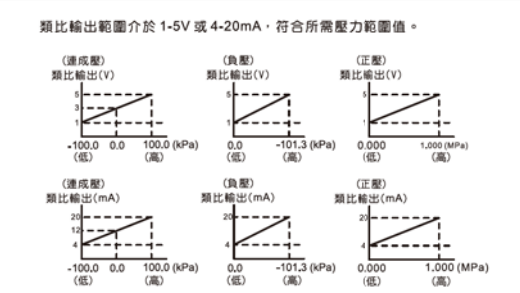 類比輸出範圍介於 1-5V 或 4-20mA，符合所需壓力範圍值。
(連成壓) (負壓) (正壓)
類比輸出(V) 類比輸出(V) 類比輸出(V)
5 5 5
3
1 1 1
-100.0 0.0 100.0 (kPa) 0.0 -101.3 (kPa) 0.000 1.000 (MPa)
(低) (高) (低) (高) (低) (高)
(連成壓) (負壓) (正壓)
類比輸出(mA) 類比輸出(mA) 類比輸出(mA)
20 20 20
12
4 4 4
-100.0 0.0 100.0 (kPa) 0.0 -101.3 (kPa) 0.000 1.000 (MPa)
(低) (高) (低) (高) (低) (高)